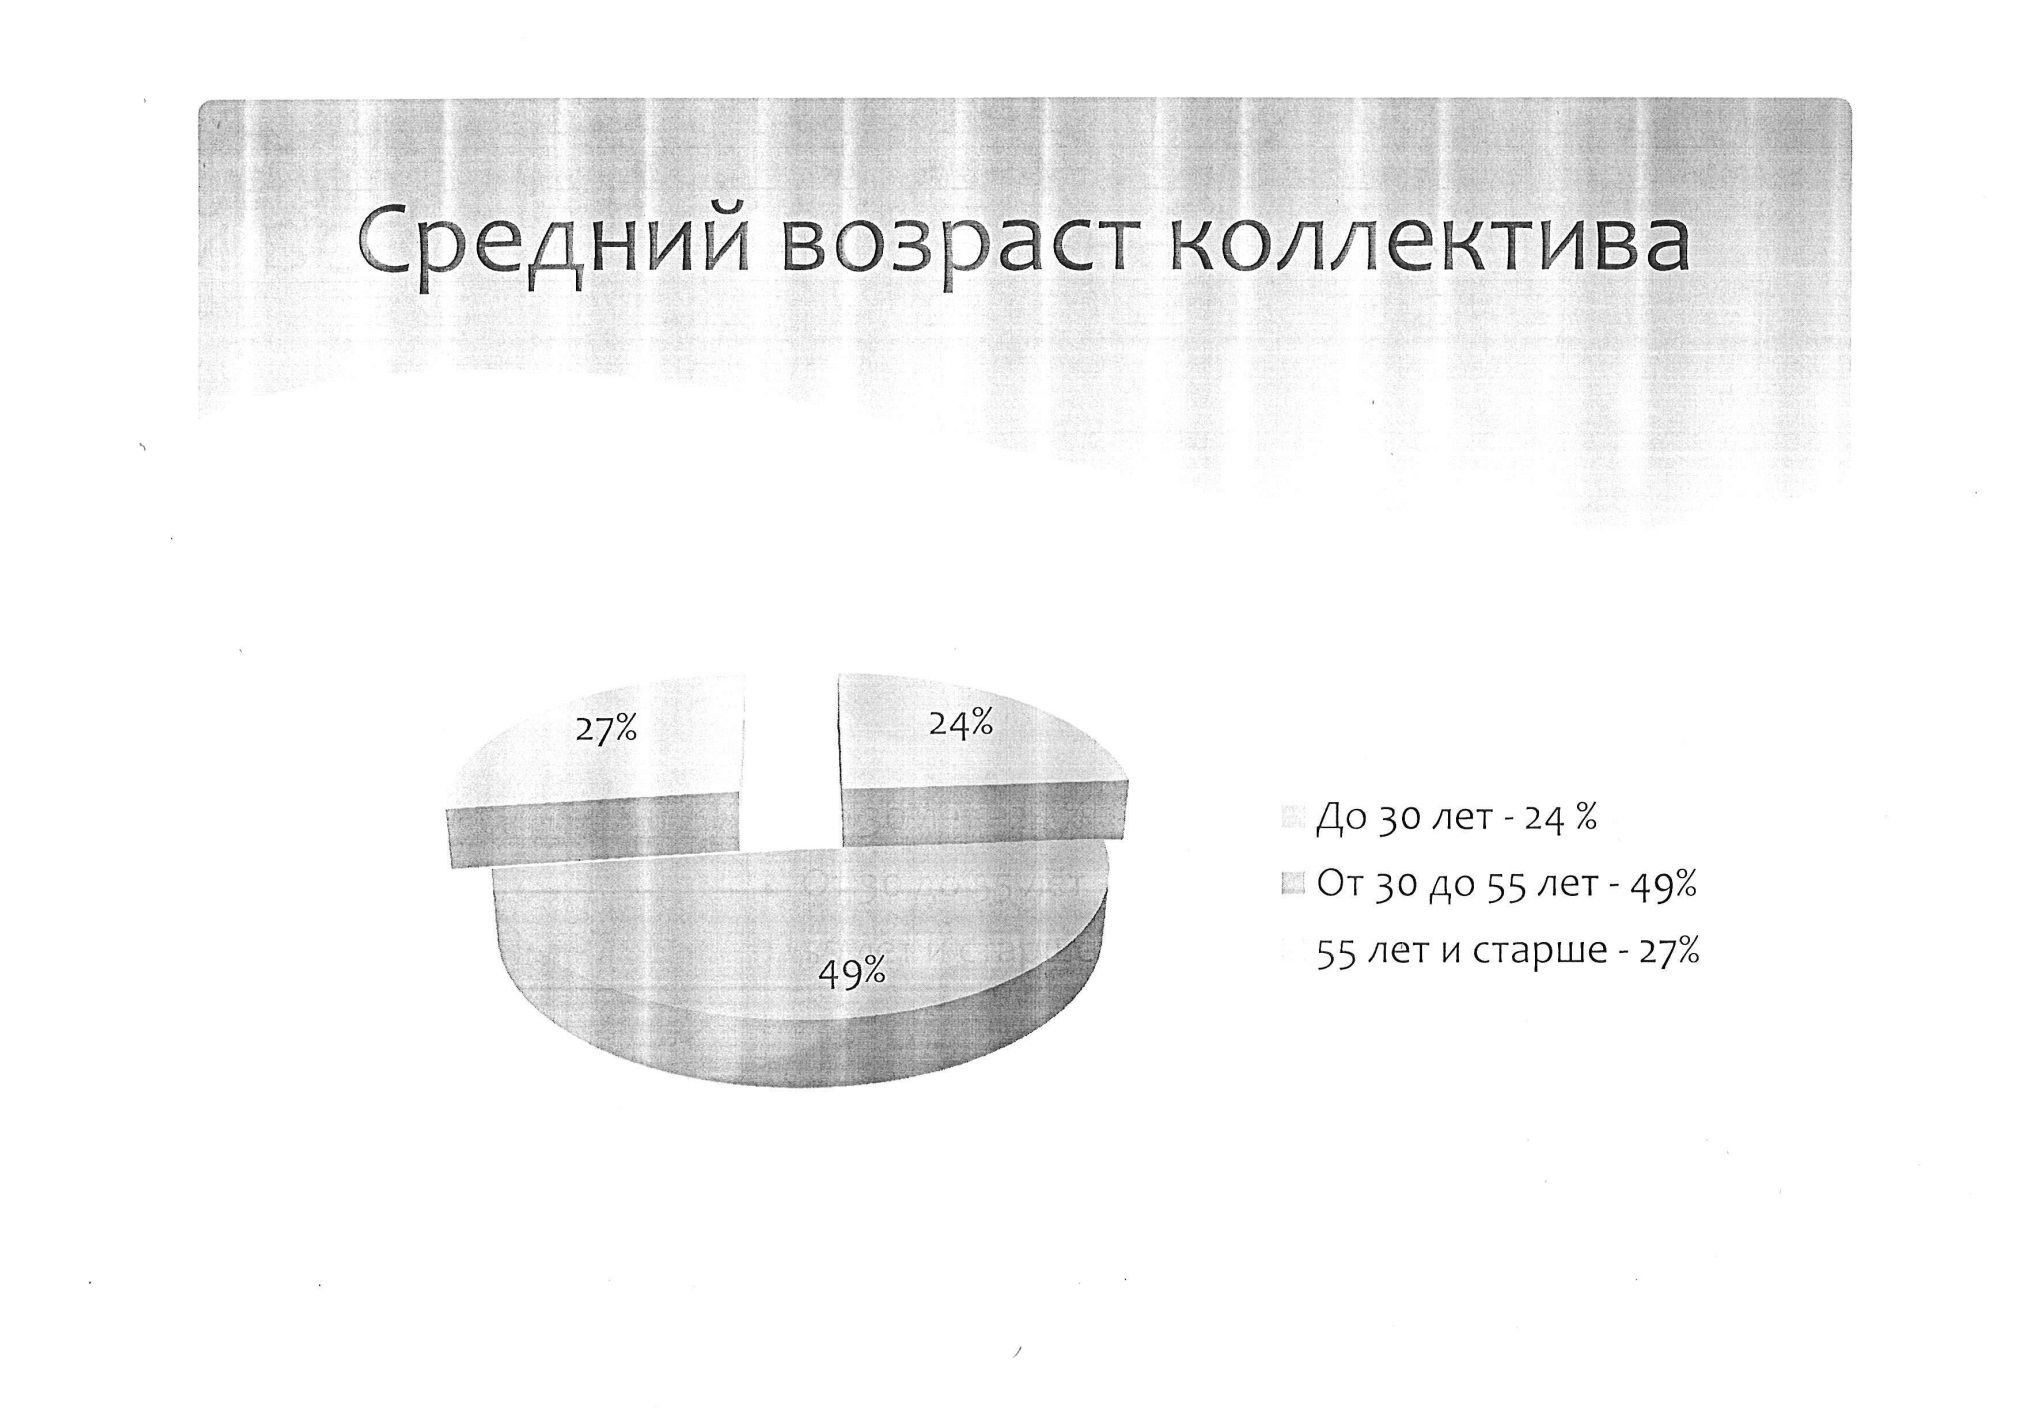 Средний возраст коллектива
27%
24%
49%
До 30 лет - 24 %
От 30 до 55 лет - 49%
55 лет и старше - 27%